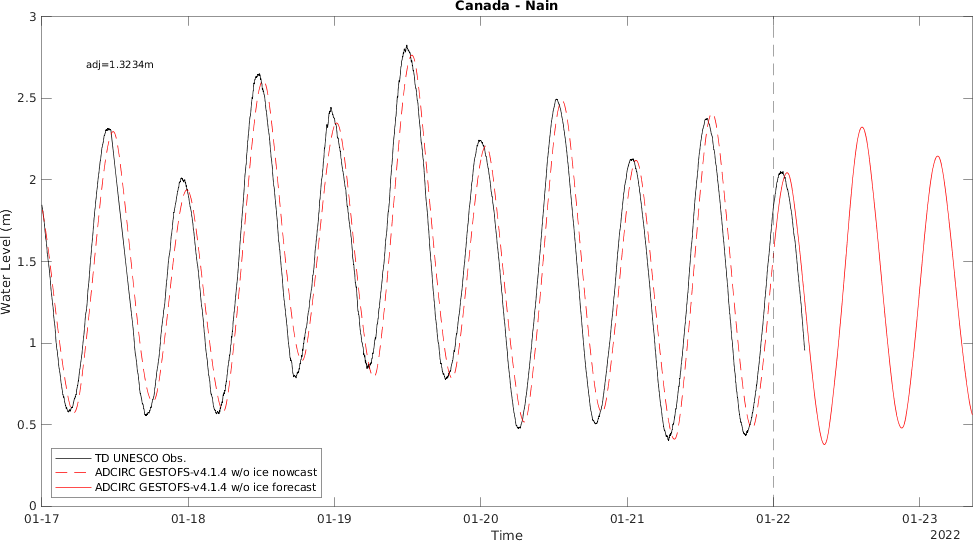 Canada - Nain
adj=1.3234m
3
2.5
2
1.5
1
0.5
0
Water Level (m)
TD UNESCO Obs.
ADCIRC GESTOFS-v4.1.4 w/o ice nowcast
ADCIRC GESTOFS-v4.1.4 w/o ice forecast
01-17 01-18 01-19 01-20 01-21 01-22 01-23
Time
2022